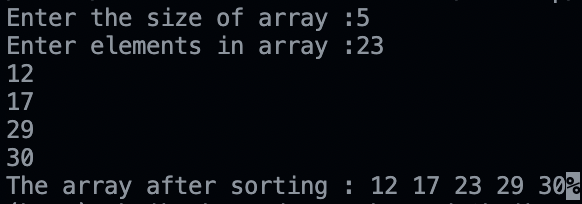 Enter the size of array :5
Enter elements in array :23
12
17
29
30
The array after sorting : 12 17 23 29 30%